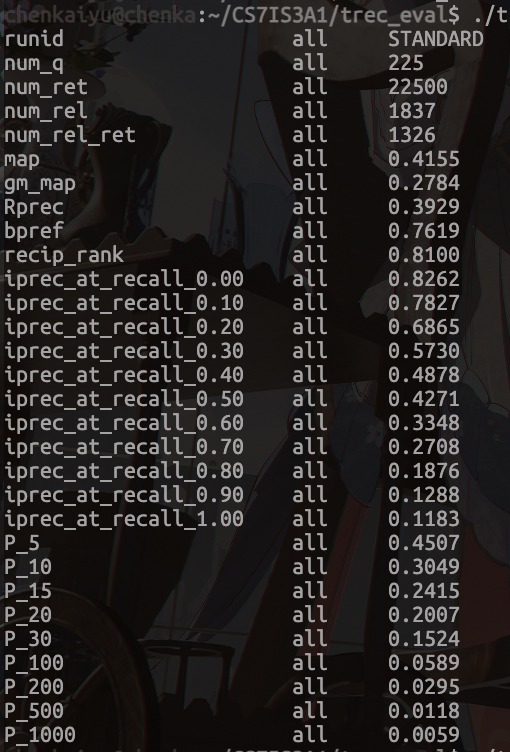 chenkaiyu@chenka:~/CS7IS3A1/trec_eval$ ./t
runid all STANDARD
num_q all 225
num_ret all 22500
num_rel all 1837
num_rel_ret all 1326
map all 0.4155
gm_map all 0.2784
Rprec all 0.3929
bpref all 0.7619
recip_rank all 0.8100
iprec_at_recall_0.00 all 0.8262
iprec_at_recall_0.10 all 0.7827
iprec_at_recall_0.20 all 0.6865
iprec_at_recall_0.30 all 0.5730
iprec_at_recall_0.40 all 0.4878
iprec_at_recall_0.50 all 0.4271
iprec_at_recall_0.60 all 0.3348
iprec_at_recall_0.70 all 0.2708
iprec_at_recall_0.80 all 0.1876
iprec_at_recall_0.90 all 0.1288
iprec_at_recall_1.00 all 0.1183
P_5 all 0.4507
P_10 all 0.3049
P_15 all 0.2415
P_20 all 0.2007
P_30 all 0.1524
P_100 all 0.0589
P_200 all 0.0295
P_500 all 0.0118
P_1000 all 0.0059